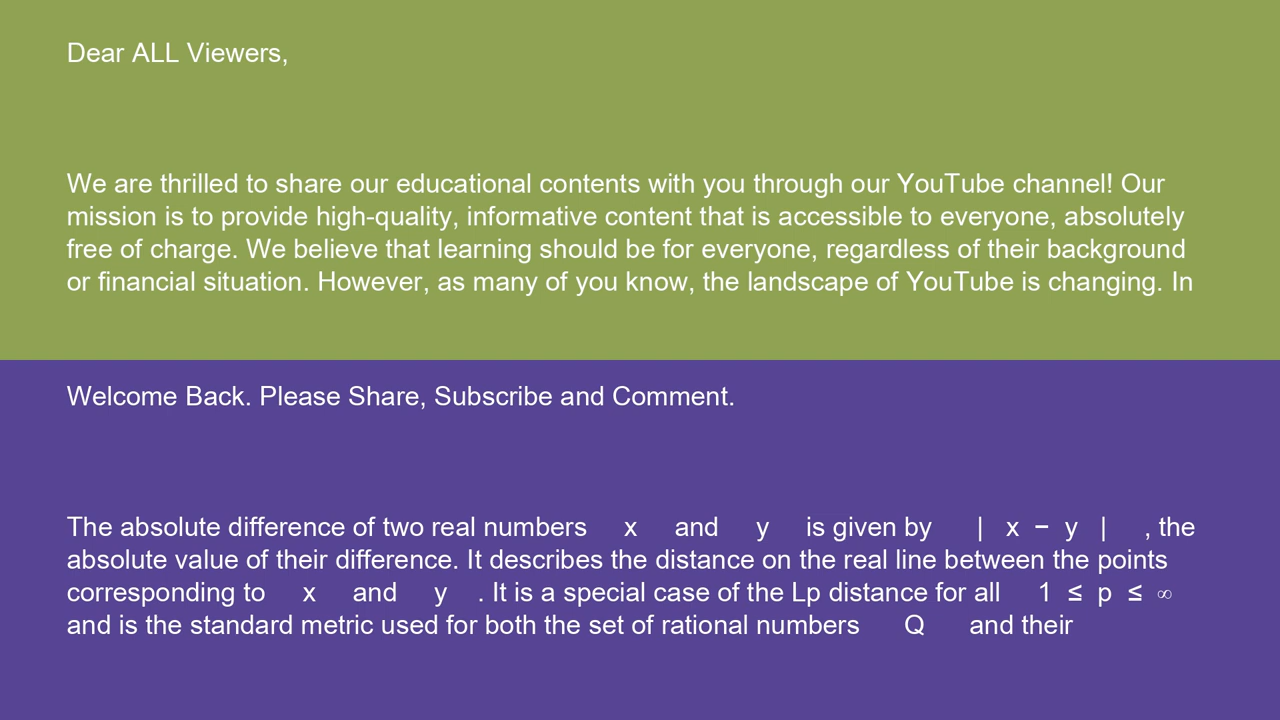 Dear ALL Viewers,
We are thrilled to share our educational contents with you through our YouTube channel! Our
mission is to provide high-quality, informative content that is accessible to everyone, absolutely
free of charge. We believe that learning should be for everyone, regardless of their background
or financial situation. However, as many of you know, the landscape of YouTube is changing. In
Welcome Back. Please Share, Subscribe and Comment.
The absolute difference of two real numbers x and y is given by | x − y | , the
absolute value of their difference. It describes the distance on the real line between the points
corresponding to x and y . It is a special case of the Lp distance for all 1 ≤ p ≤ ∞
and is the standard metric used for both the set of rational numbers Q and their